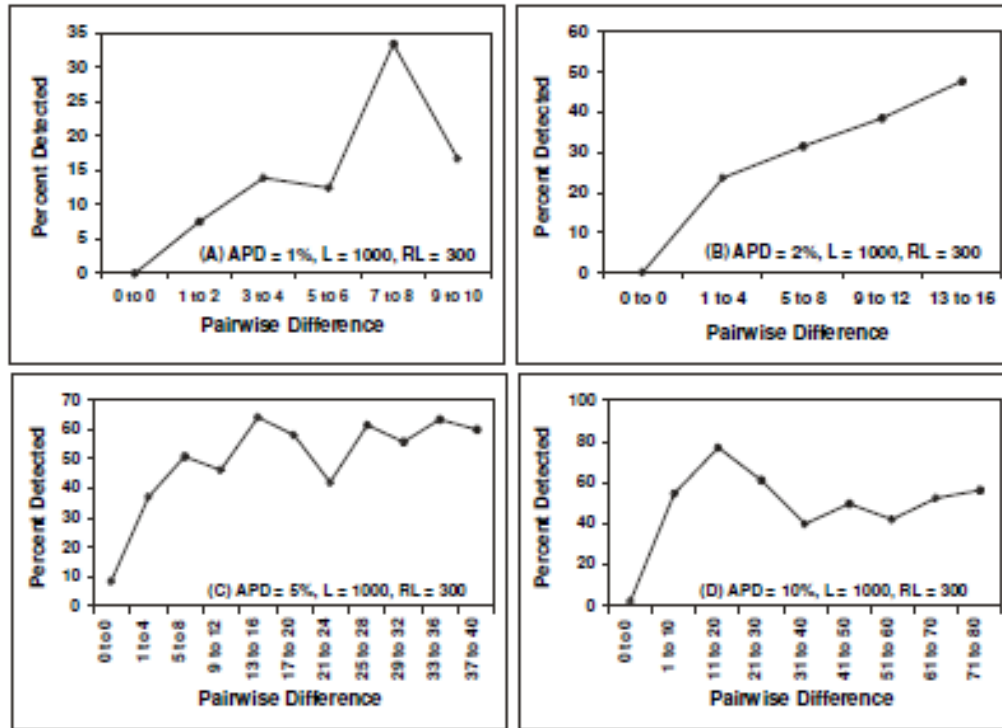 35
30
25
20
15
10
5
0
Percent Detected
(A) APD = 1%, L = 1000, RL = 300
0 to 0 1 to 2 3 to 4 5 to 6 7 to 8 9 to 10
Pairwise Difference
60
50
40
30
20
10
0
Percent Detected
(B) APD = 2%, L = 1000, RL = 300
0 to 0 1 to 4 5 to 8 9 to 12 13 to 16
Pairwise Difference
70
60
50
40
30
20
10
0
Percent Detected
(C) APD = 5%, L = 1000, RL = 300
0 to 0
1 to 4
5 to 8
9 to 12
13 to 16
17 to 20
21 to 24
25 to 28
29 to 32
33 to 36
37 to 40
Pairwise Difference
100
80
60
40
20
0
Percent Detected
(D) APD = 10%, L = 1000, RL = 300
0 to 0
1 to 10
11 to 20
21 to 30
31 to 40
41 to 50
51 to 60
61 to 70
71 to 80
Pairwise Difference